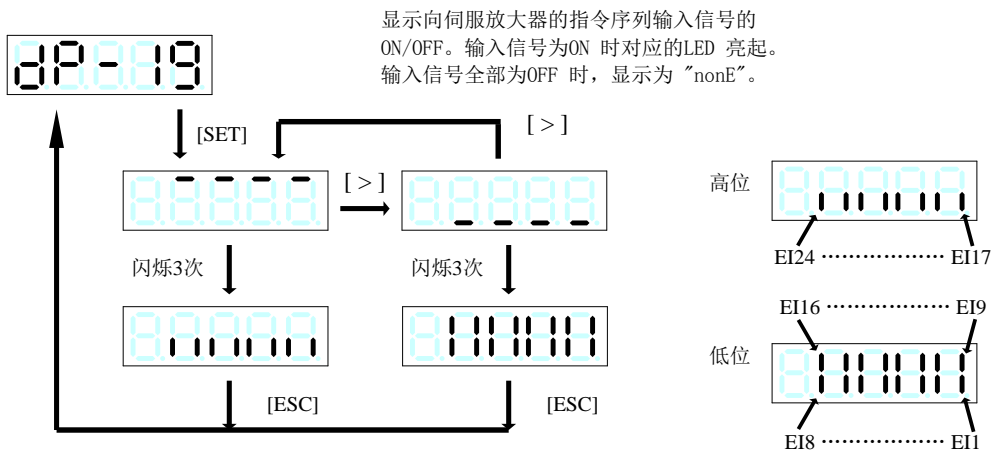 显示向伺服放大器的指令序列输入信号的
ON/OFF。输入信号为ON 时对应的LED 亮起。
输入信号全部为OFF 时，显示为 "nonE"。
dP-19
[SET]
[ > ]
[ > ]
高位
EI24 ………………… EI17
闪烁3次
闪烁3次
EI16 ………………… EI9
低位
[ESC]
[ESC]
EI8 ………………… EI1